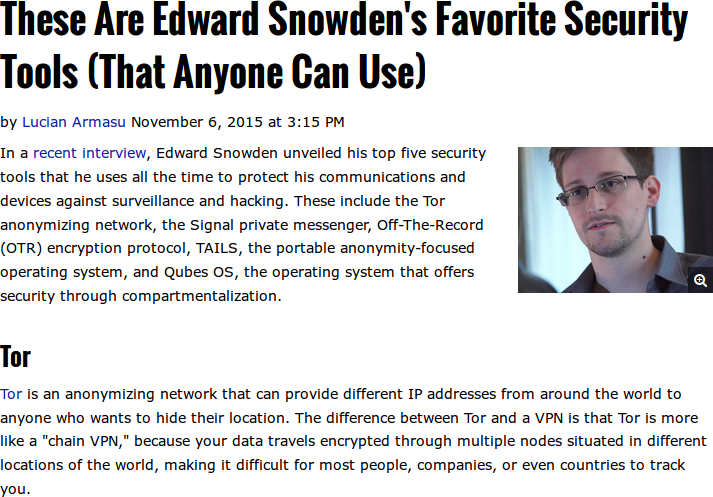 These Are Edward Snowden's Favorite Security
Tools (That Anyone Can Use)
by Lucian Armasu November 6, 2015 at 3:15 PM
In a recent interview, Edward Snowden unveiled his top five security
tools that he uses all the time to protect his communications and
devices against surveillance and hacking. These include the Tor
anonymizing network, the Signal private messenger, Off-The-Record
(OTR) encryption protocol, TAILS, the portable anonymity-focused
operating system, and Qubes OS, the operating system that offers
security through compartmentalization.
Tor
Tor is an anonymizing network that can provide different IP addresses from around the world to
anyone who wants to hide their location. The difference between Tor and a VPN is that Tor is more
like a "chain VPN," because your data travels encrypted through multiple nodes situated in different
locations of the world, making it difficult for most people, companies, or even countries to track
you.